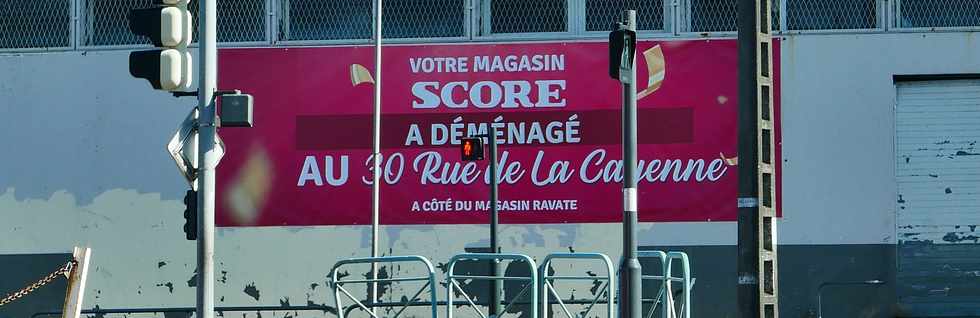 VOTRE MAGASIN
SCORE
A DÉMÉNAGÉ
AU 30 Rue de La Cayenne
A CÔTÉ DU MAGASIN RAVATE